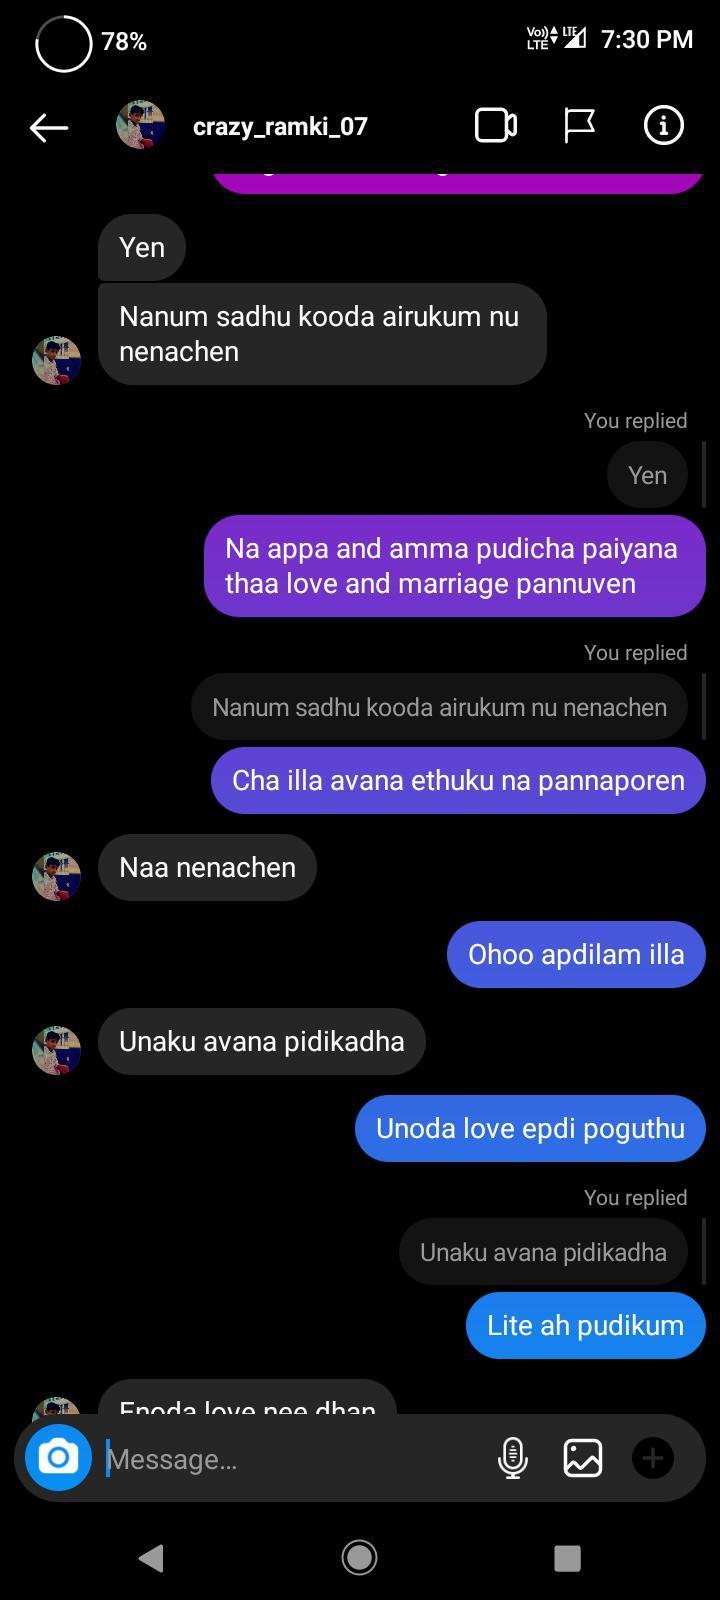 78%
Vo)) LTE LTE 7:30 PM
crazy_ramki_07
Yen
Nanum sadhu kooda airukum nu
nenachen
You replied
Yen
Na appa and amma pudicha paiyana
thaa love and marriage pannuven
You replied
Nanum sadhu kooda airukum nu nenachen
Cha illa avana ethuku na pannaporen
Naa nenachen
Ohoo apdilam illa
Unaku avana pidikadha
Unoda love epdi poguthu
You replied
Unaku avana pidikadha
Lite ah pudikum
Enoda love nee dhan
Message...